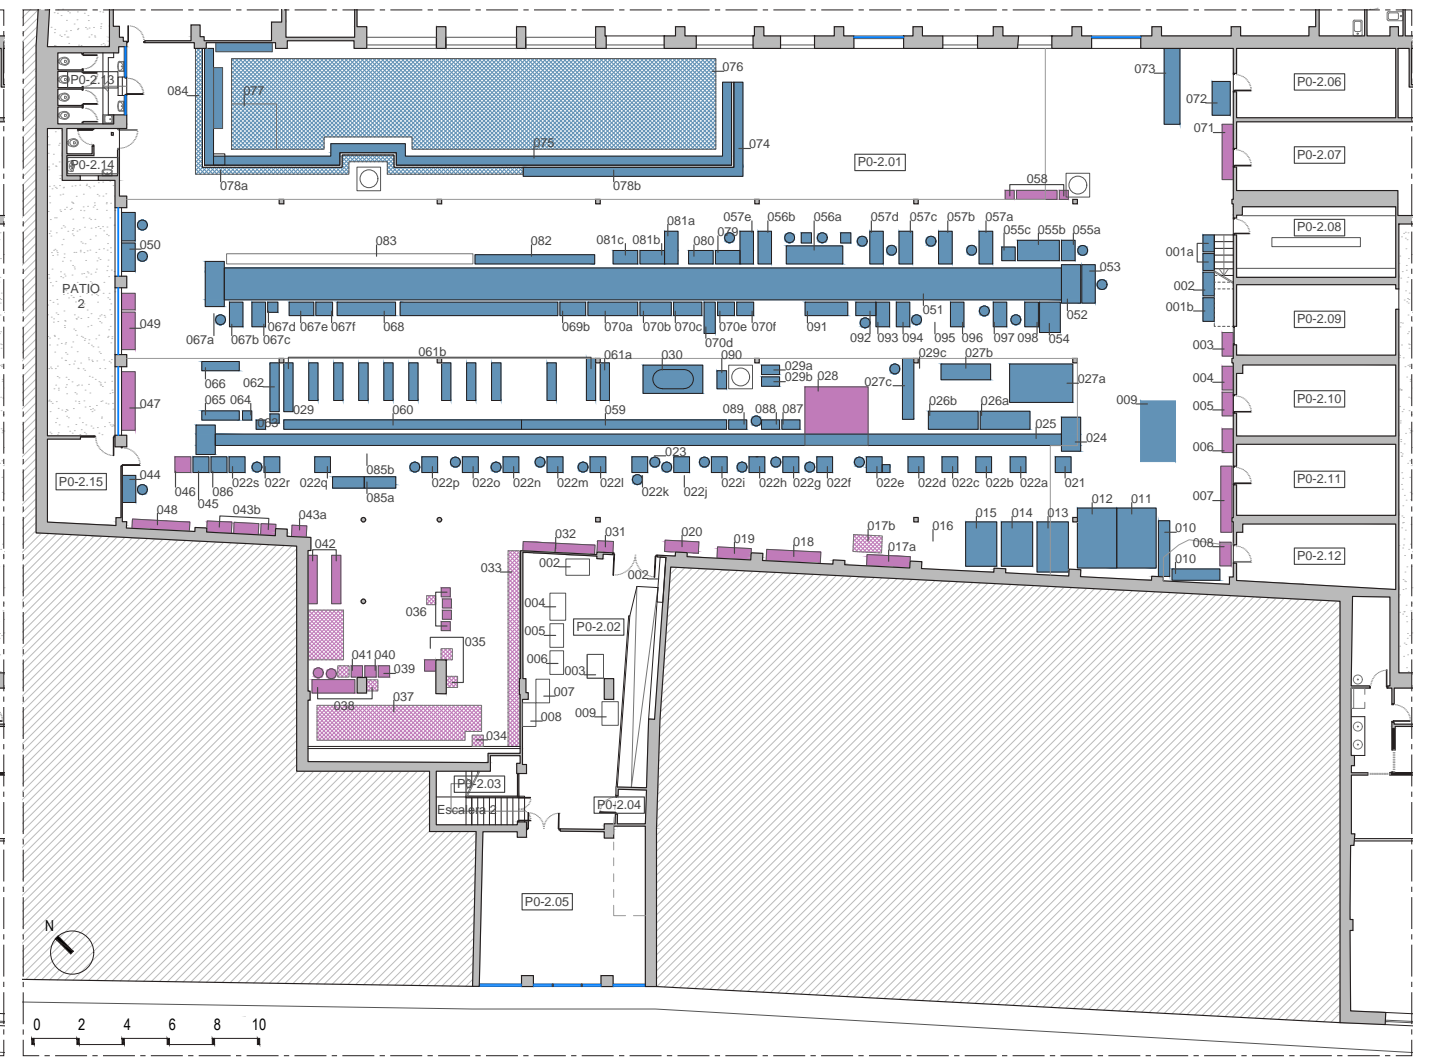 P0-2.13
084
077
076
073
072
P0-2.06
071
P0-2.07
P0-2.14
075
074
P0-2.01
078a
078b
058
P0-2.08
050
083
082
081c
081b
081a
080
079
057e
056b
056a
057d
057c
057b
057a
055c
055b
055a
053
001a
002
001b
PATIO
2
049
067a
067b
067c
067d
067e
067f
068
069b
070a
070b
070c
070d
070e
070f
091
092
093
094
051
095
096
097
098
054
052
P0-2.09
003
066
062
061b
061a
030
090
029a
029b
028
027c
029c
027b
027a
004
P0-2.10
005
047
065
064
063
029
060
059
089
088
087
026b
026a
025
024
009
006
P0-2.15
044
046
045
086
022s
022r
022q
085b
085a
022p
022o
022n
022m
022l
022k
023
022j
022i
022h
022g
022f
022e
022d
022c
022b
022a
021
P0-2.11
007
048
043b
043a
042
032
031
020
019
018
017b
017a
016
015
014
013
012
011
010
010
008
P0-2.12
033
002
002
036
035
004
005
006
003
P0-2.02
041
040
039
038
037
034
007
008
009
P0-2.03
Escalera 2
P0-2.04
P0-2.05
N
0 2 4 6 8 10